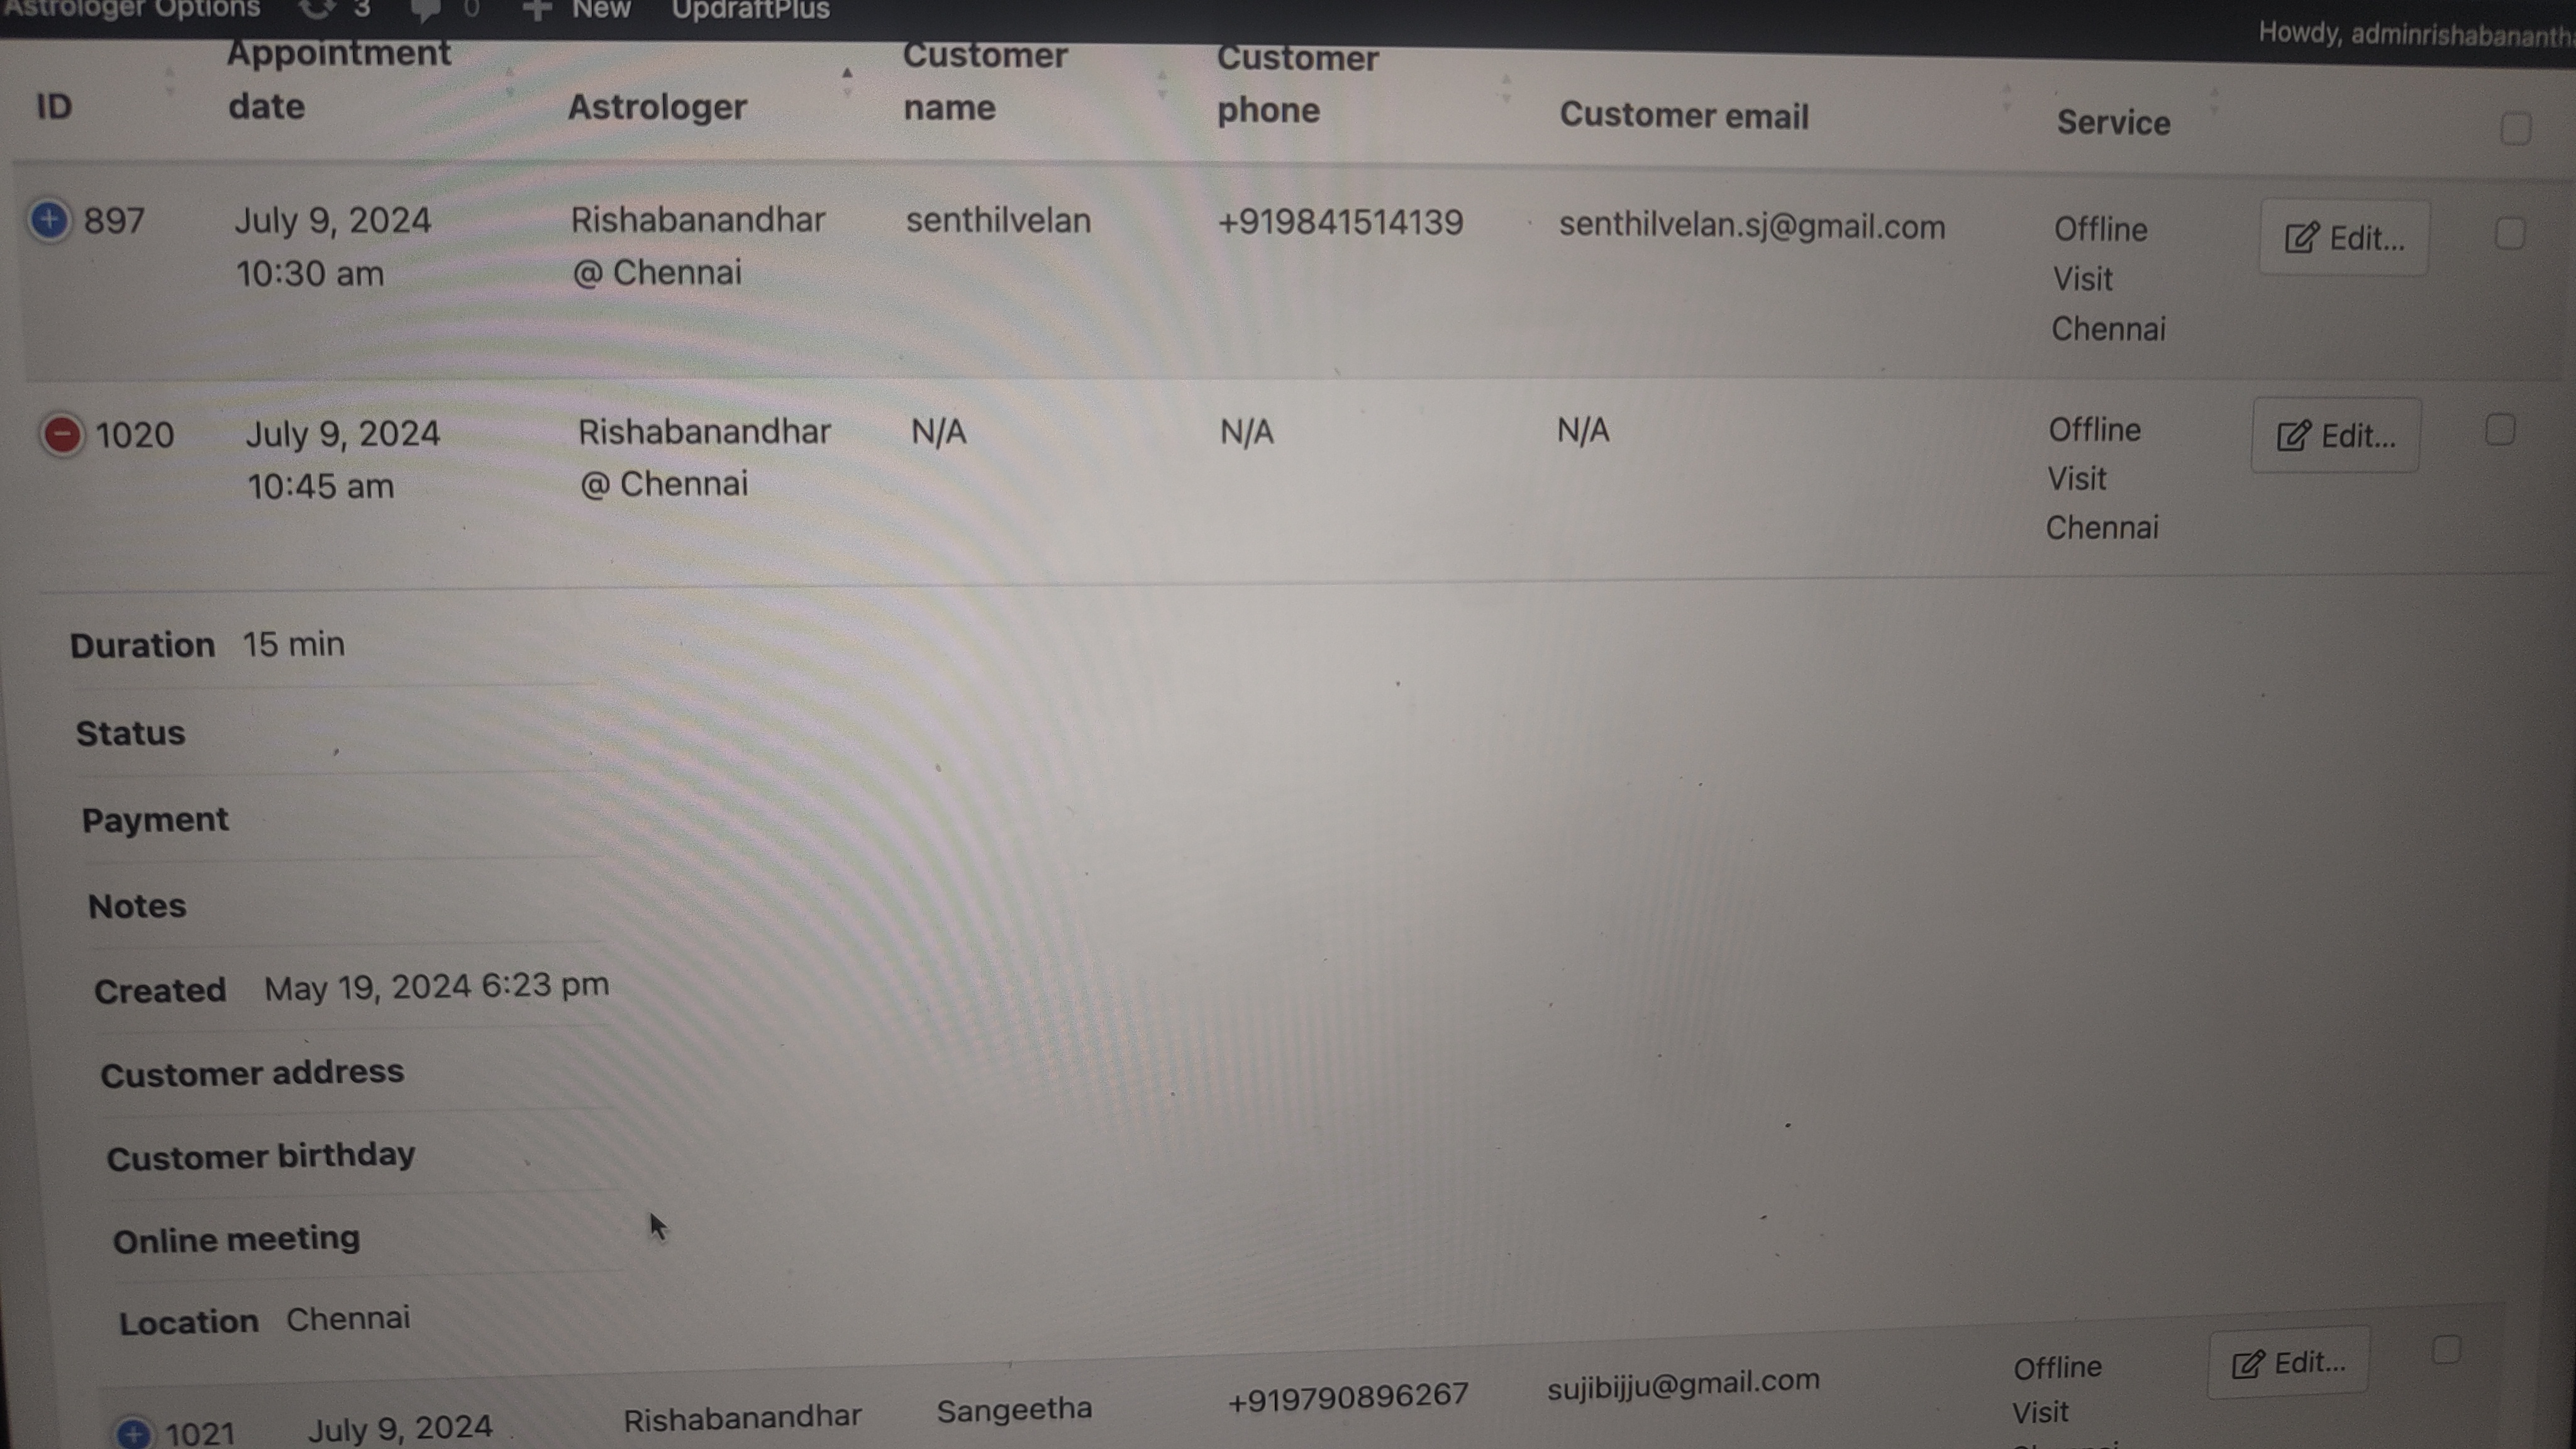 Astrologer Options 3 0 New UpdraftPlus
Howdy, adminrishabananth
ID Appointment date Astrologer Customer name Customer phone Customer email Service
897 July 9, 2024 Rishabanandhar senthilvelan +919841514139 senthilvelan.sj@gmail.com Offline Edit...
10:30 am @ Chennai Visit
Chennai
1020 July 9, 2024 Rishabanandhar N/A N/A N/A Offline Edit...
10:45 am @ Chennai Visit
Chennai
Duration 15 min
Status
Payment
Notes
Created May 19, 2024 6:23 pm
Customer address
Customer birthday
Online meeting
Location Chennai
1021 July 9, 2024 Rishabanandhar Sangeetha +919790896267 sujibijju@gmail.com Offline Edit...
Visit